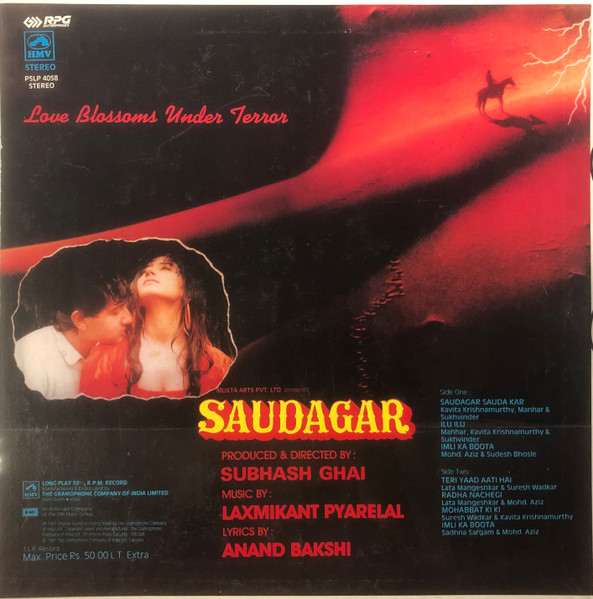 RPG
HMV
STEREO
PSLP 4058
STEREO
Love Blossoms Under Terror
MUKTA ARTS PVT. LTD. presents
SAUDAGAR
PRODUCED & DIRECTED BY :
SUBHASH GHAI
MUSIC BY :
LAXMIKANT PYARELAL
LYRICS BY :
ANAND BAKSHI
Side One
SAUDAGAR SAUDA KAR
Kavita Krishnamurthy, Manhar &
Sukhvinder
ILU ILU
Manhar, Kavita Krishnamurthy &
Sukhvinder
IMLI KA BOOTA
Mohd. Aziz & Sudesh Bhosle
Side Two
TERI YAAD AATI HAI
Lata Mangeshkar & Suresh Wadkar
RADHA NACHEGI
Lata Mangeshkar & Mohd. Aziz
MOHABBAT KI KI
Suresh Wadkar & Kavita Krishnamurthy
IMLI KA BOOTA
Sadhna Sargam & Mohd. Aziz
HMV
LONG PLAY 33⅓ R.P.M. RECORD
THE GRAMOPHONE COMPANY OF INDIA LIMITED
EMI
1 L.P. Record
Max. Price Rs. 50.00 L.T. Extra